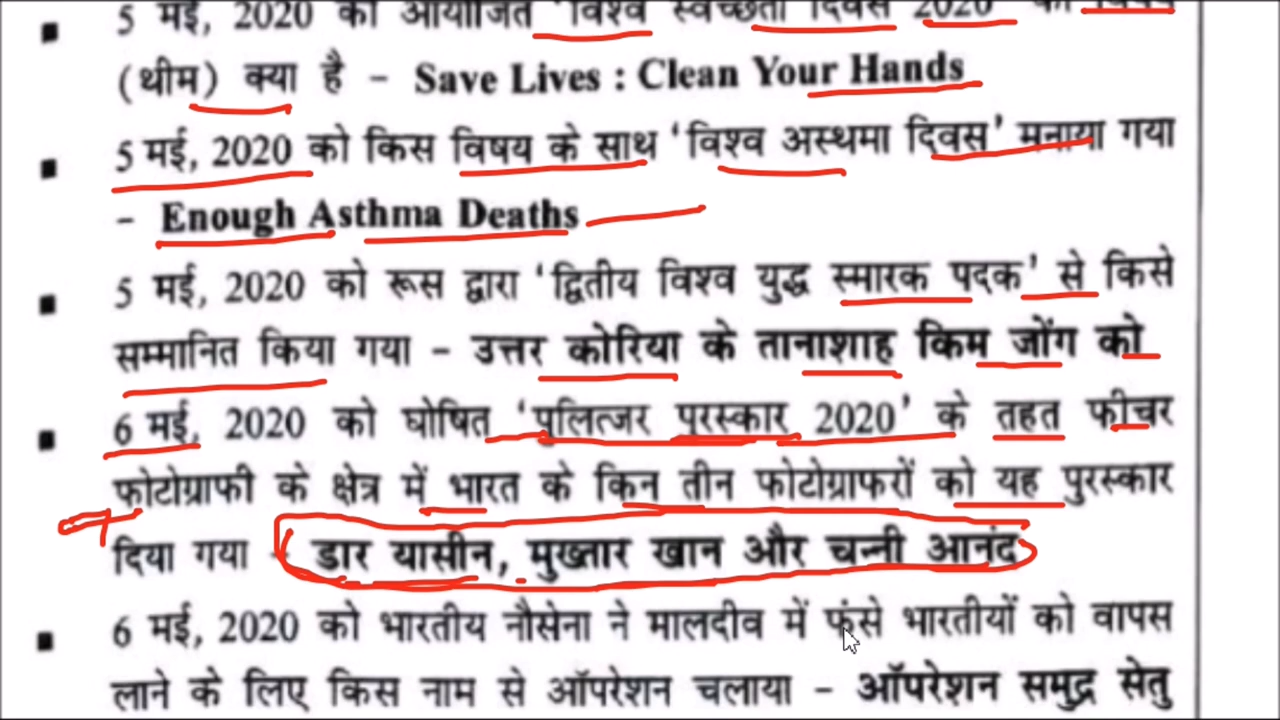 5 मई, 2020 को आयोजित 'विश्व स्वच्छता दिवस 2020' का विषय
(थीम) क्या है – Save Lives : Clean Your Hands
5 मई, 2020 को किस विषय के साथ 'विश्व अस्थमा दिवस' मनाया गया
– Enough Asthma Deaths
5 मई, 2020 को रूस द्वारा 'द्वितीय विश्व युद्ध स्मारक पदक' से किसे
सम्मानित किया गया – उत्तर कोरिया के तानाशाह किम जोंग को
6 मई, 2020 को घोषित 'पुलित्जर पुरस्कार 2020' के तहत फीचर
फोटोग्राफी के क्षेत्र में भारत के किन तीन फोटोग्राफरों को यह पुरस्कार
दिया गया – डार यासीन, मुख्तार खान और चन्नी आनंद
6 मई, 2020 को भारतीय नौसेना ने मालदीव में फंसे भारतीयों को वापस
लाने के लिए किस नाम से ऑपरेशन चलाया – ऑपरेशन समुद्र सेतु